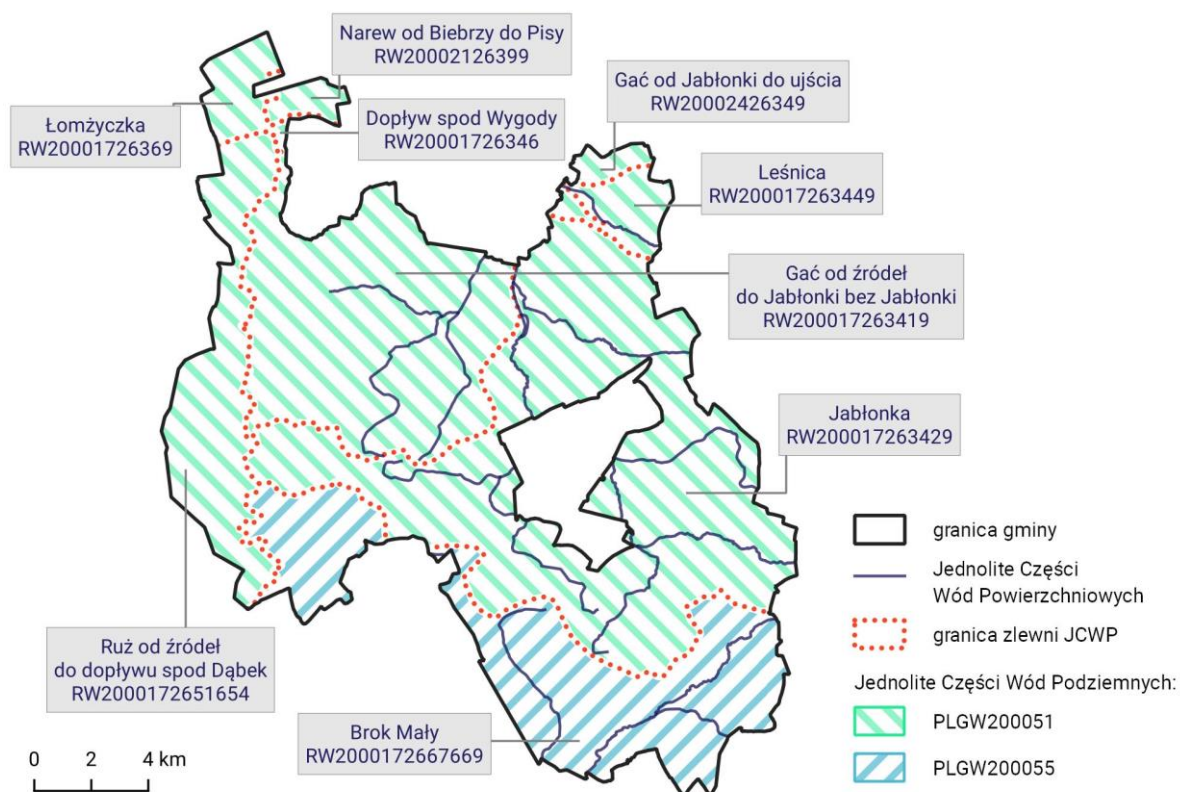 Narew od Biebrzy do Pisy
RW20002126399
Gać od Jabłonki do ujścia
RW20002426349
Łomżyczka
RW20001726369
Dopływ spod Wygody
RW20001726346
Leśnica
RW200017263449
Gać od źródeł
do Jabłonki bez Jabłonki
RW200017263419
Jabłonka
RW200017263429
Ruż od źródeł
do dopływu spod Dąbek
RW2000172651654
Brok Mały
RW2000172667669
granica gminy
Jednolite Części
Wód Powierzchniowych
granica zlewni JCWP
Jednolite Części Wód Podziemnych:
PLGW200051
PLGW200055
0 2 4 km